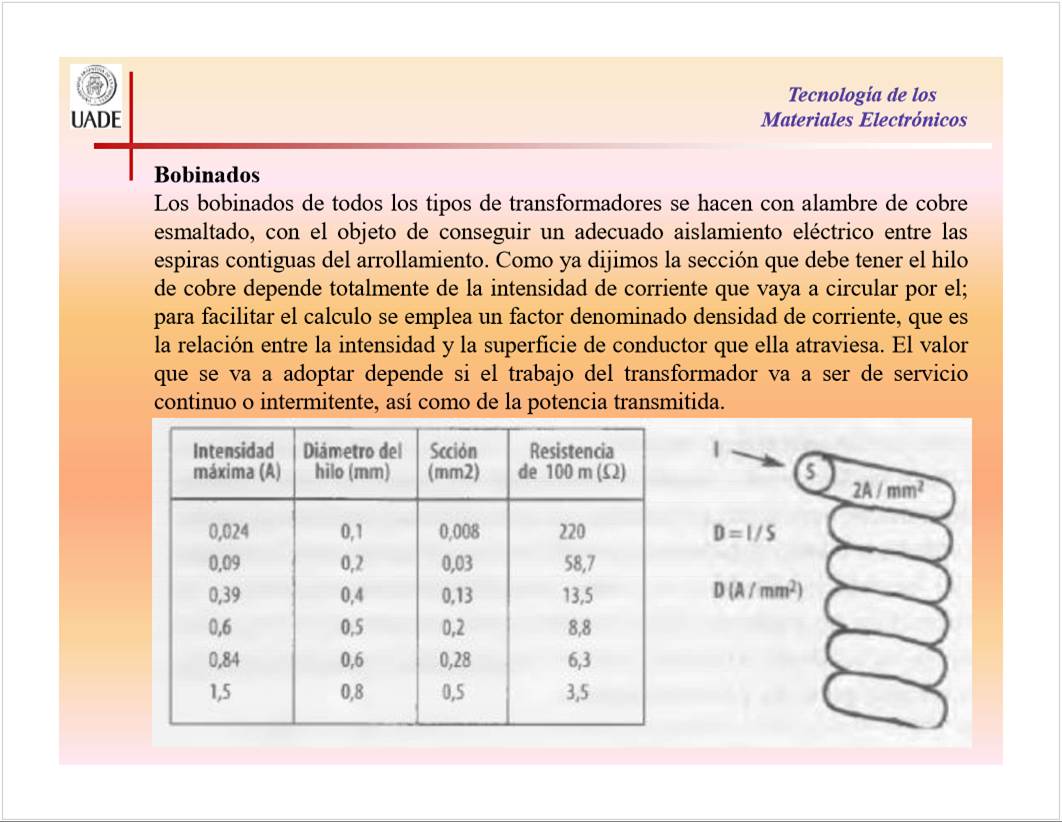 UADE
Tecnología de los
Materiales Electrónicos
Bobinados
Los bobinados de todos los tipos de transformadores se hacen con alambre de cobre
esmaltado, con el objeto de conseguir un adecuado aislamiento eléctrico entre las
espiras contiguas del arrollamiento. Como ya dijimos la sección que debe tener el hilo
de cobre depende totalmente de la intensidad de corriente que vaya a circular por el;
para facilitar el calculo se emplea un factor denominado densidad de corriente, que es
la relación entre la intensidad y la superficie de conductor que ella atraviesa. El valor
que se va a adoptar depende si el trabajo del transformador va a ser de servicio
continuo o intermitente, así como de la potencia transmitida.
Intensidad máxima (A) Diámetro del hilo (mm) Scción (mm2) Resistencia de 100 m (Ω)
0,024 0,1 0,008 220
0,09 0,2 0,03 58,7
0,39 0,4 0,13 13,5
0,6 0,5 0,2 8,8
0,84 0,6 0,28 6,3
1,5 0,8 0,5 3,5
I
S
2A / mm²
D = I / S
D (A / mm²)